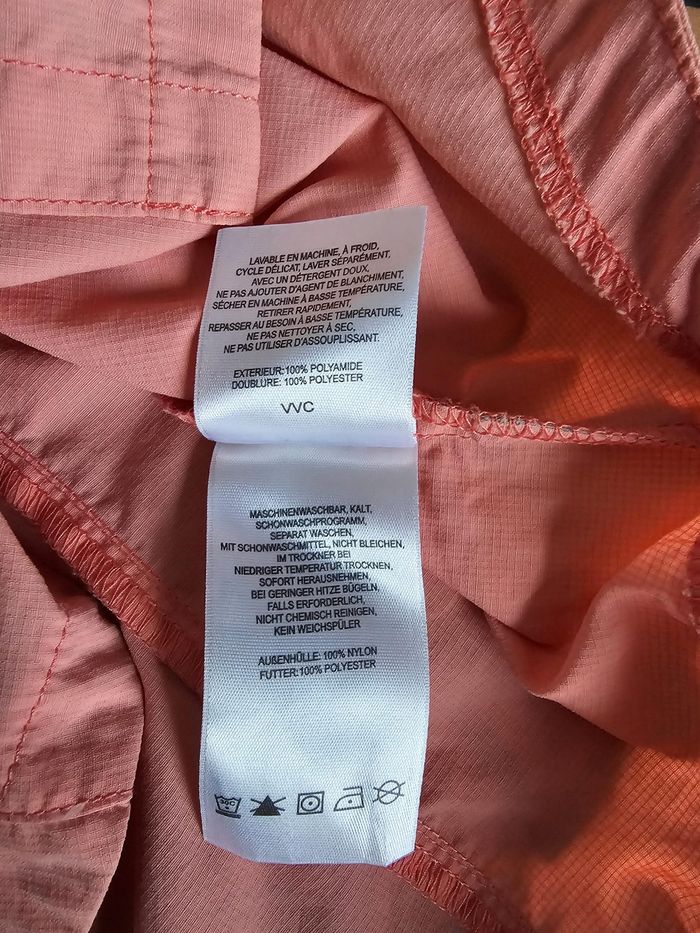 LAVABLE EN MACHINE, À FROID,
CYCLE DÉLICAT, LAVER SÉPARÉMENT,
AVEC UN DÉTERGENT DOUX,
NE PAS AJOUTER D'AGENT DE BLANCHIMENT,
SÉCHER EN MACHINE À BASSE TEMPÉRATURE,
RETIRER RAPIDEMENT,
REPASSER AU BESOIN À BASSE TEMPÉRATURE,
NE PAS NETTOYER À SEC,
NE PAS UTILISER D'ASSOUPLISSANT.
EXTERIEUR: 100% POLYAMIDE
DOUBLURE: 100% POLYESTER
VVC
MASCHINENWASCHBAR, KALT,
SCHONWASCHPROGRAMM,
SEPARAT WASCHEN,
MIT SCHONWASCHMITTEL, NICHT BLEICHEN,
IM TROCKNER BEI
NIEDRIGER TEMPERATUR TROCKNEN,
SOFORT HERAUSNEHMEN,
BEI GERINGER HITZE BÜGELN,
FALLS ERFORDERLICH,
NICHT CHEMISCH REINIGEN,
KEIN WEICHSPÜLER
AUßENHÜLLE: 100% NYLON
FUTTER: 100% POLYESTER